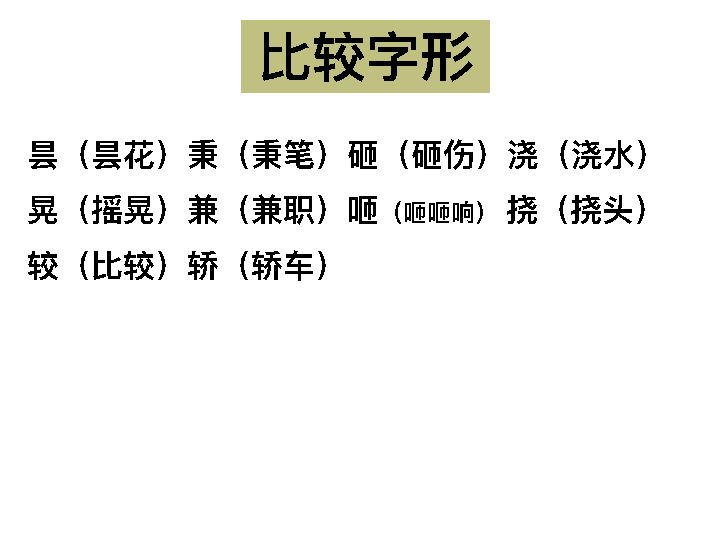 比较字形
昙（昙花）秉（秉笔）砸（砸伤）浇（浇水）
晃（摇晃）兼（兼职）咂（咂咂响）挠（挠头）
较（比较）轿（轿车）